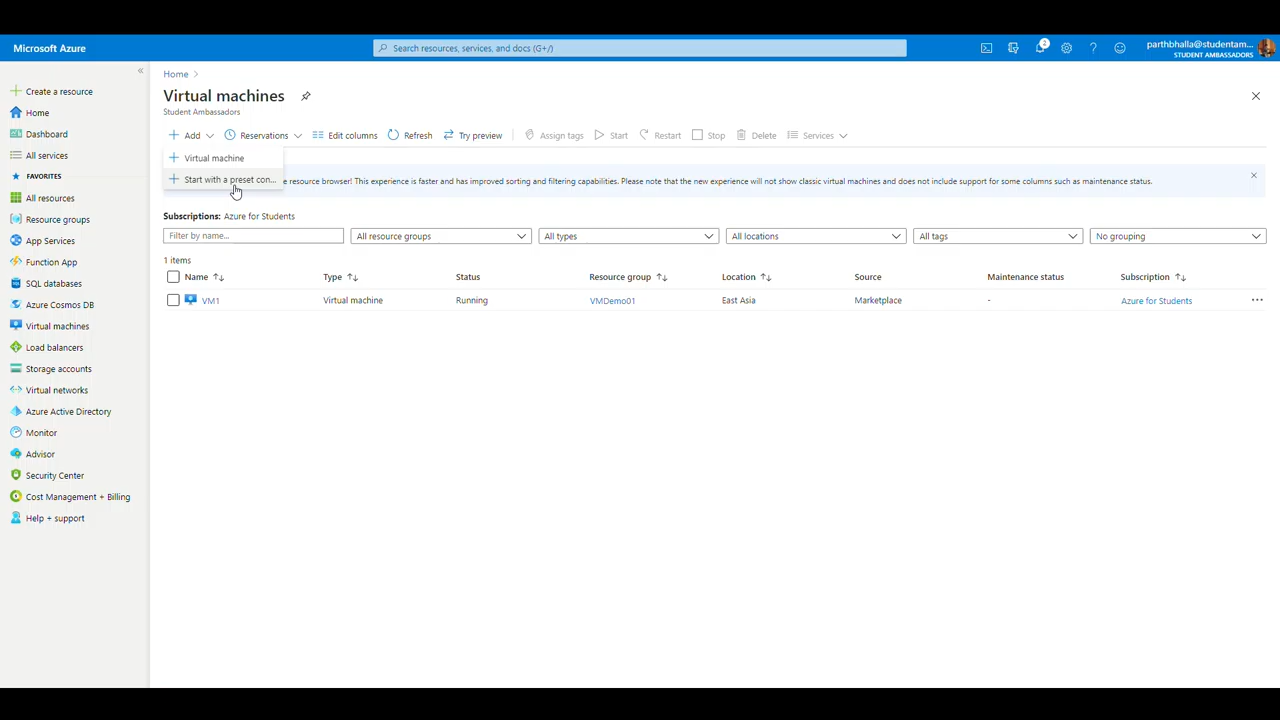 Microsoft Azure
Search resources, services, and docs (G+/)
2
parthbhalla@studentam...
STUDENT AMBASSADORS
Create a resource
Home
Dashboard
All services
FAVORITES
All resources
Resource groups
App Services
Function App
SQL databases
Azure Cosmos DB
Virtual machines
Load balancers
Storage accounts
Virtual networks
Azure Active Directory
Monitor
Advisor
Security Center
Cost Management + Billing
Help + support
Home
Virtual machines
Student Ambassadors
Add
Reservations
Edit columns
Refresh
Try preview
Assign tags
Start
Restart
Stop
Delete
Services
Virtual machine
Start with a preset con...
resource browser! This experience is faster and has improved sorting and filtering capabilities. Please note that the new experience will not show classic virtual machines and does not include support for some columns such as maintenance status.
Subscriptions: Azure for Students
Filter by name...
All resource groups
All types
All locations
All tags
No grouping
1 items
Name Type Status Resource group Location Source Maintenance status Subscription
VM1 Virtual machine Running VMDemo01 East Asia Marketplace - Azure for Students